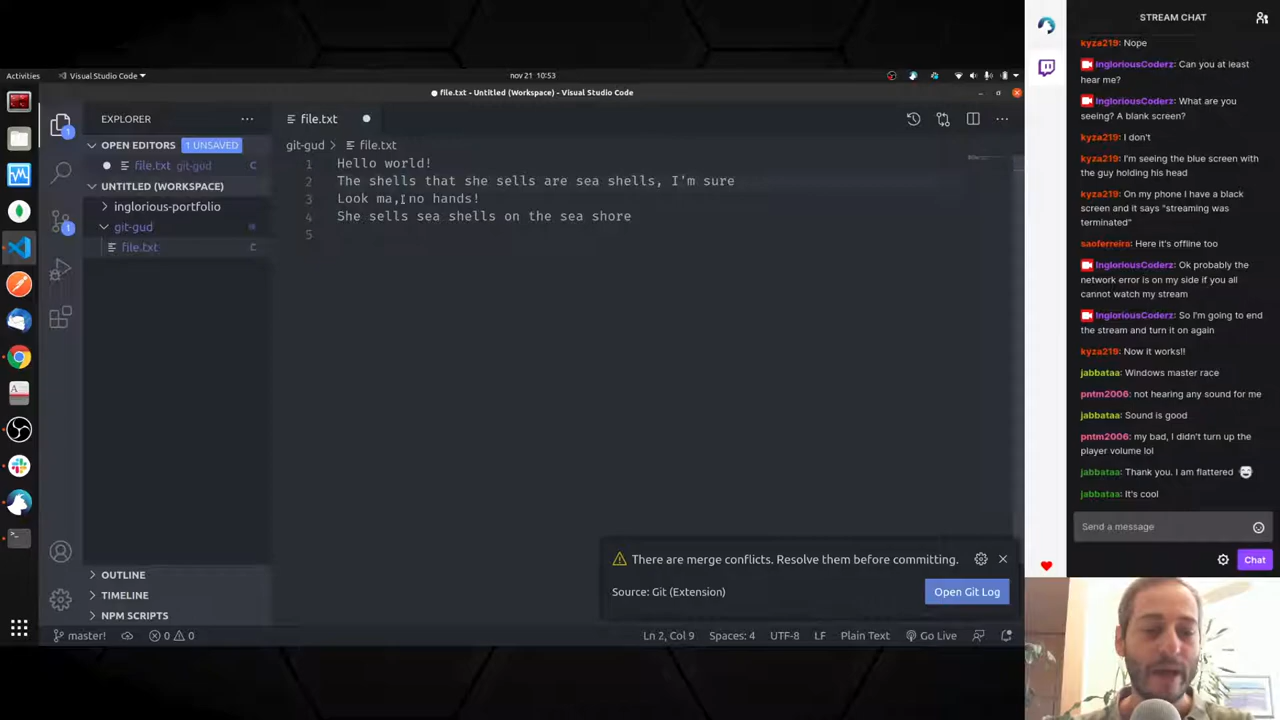 Activities
Visual Studio Code
nov 21 10:53
file.txt - Untitled (Workspace) - Visual Studio Code
EXPLORER
OPEN EDITORS
1 UNSAVED
file.txt git-gud
C
UNTITLED (WORKSPACE)
inglorious-portfolio
git-gud
file.txt
C
1
OUTLINE
TIMELINE
NPM SCRIPTS
file.txt
git-gud
file.txt
1 Hello world!
2 The shells that she sells are sea shells, I'm sure
3 Look ma, no hands!
4 She sells sea shells on the sea shore
5
There are merge conflicts. Resolve them before committing.
Source: Git (Extension)
Open Git Log
master!
0
0
Ln 2, Col 9
Spaces: 4
UTF-8
LF
Plain Text
Go Live
STREAM CHAT
kyza219: Nope
IngloriousCoderz: Can you at least
hear me?
IngloriousCoderz: What are you
seeing? A blank screen?
kyza219: I don't
kyza219: I'm seeing the blue screen with
the guy holding his head
kyza219: On my phone I have a black
screen and it says "streaming was
terminated"
saoferreiro: Here it's offline too
IngloriousCoderz: Ok probably the
network error is on my side if you all
cannot watch my stream
IngloriousCoderz: So I'm going to end
the stream and turn it on again
kyza219: Now it works!!
jabbataa: Windows master race
pntm2006: not hearing any sound for me
jabbataa: Sound is good
pntm2006: my bad, I didn't turn up the
player volume lol
jabbataa: Thank you. I am flattered
jabbataa: It's cool
Send a message
Chat